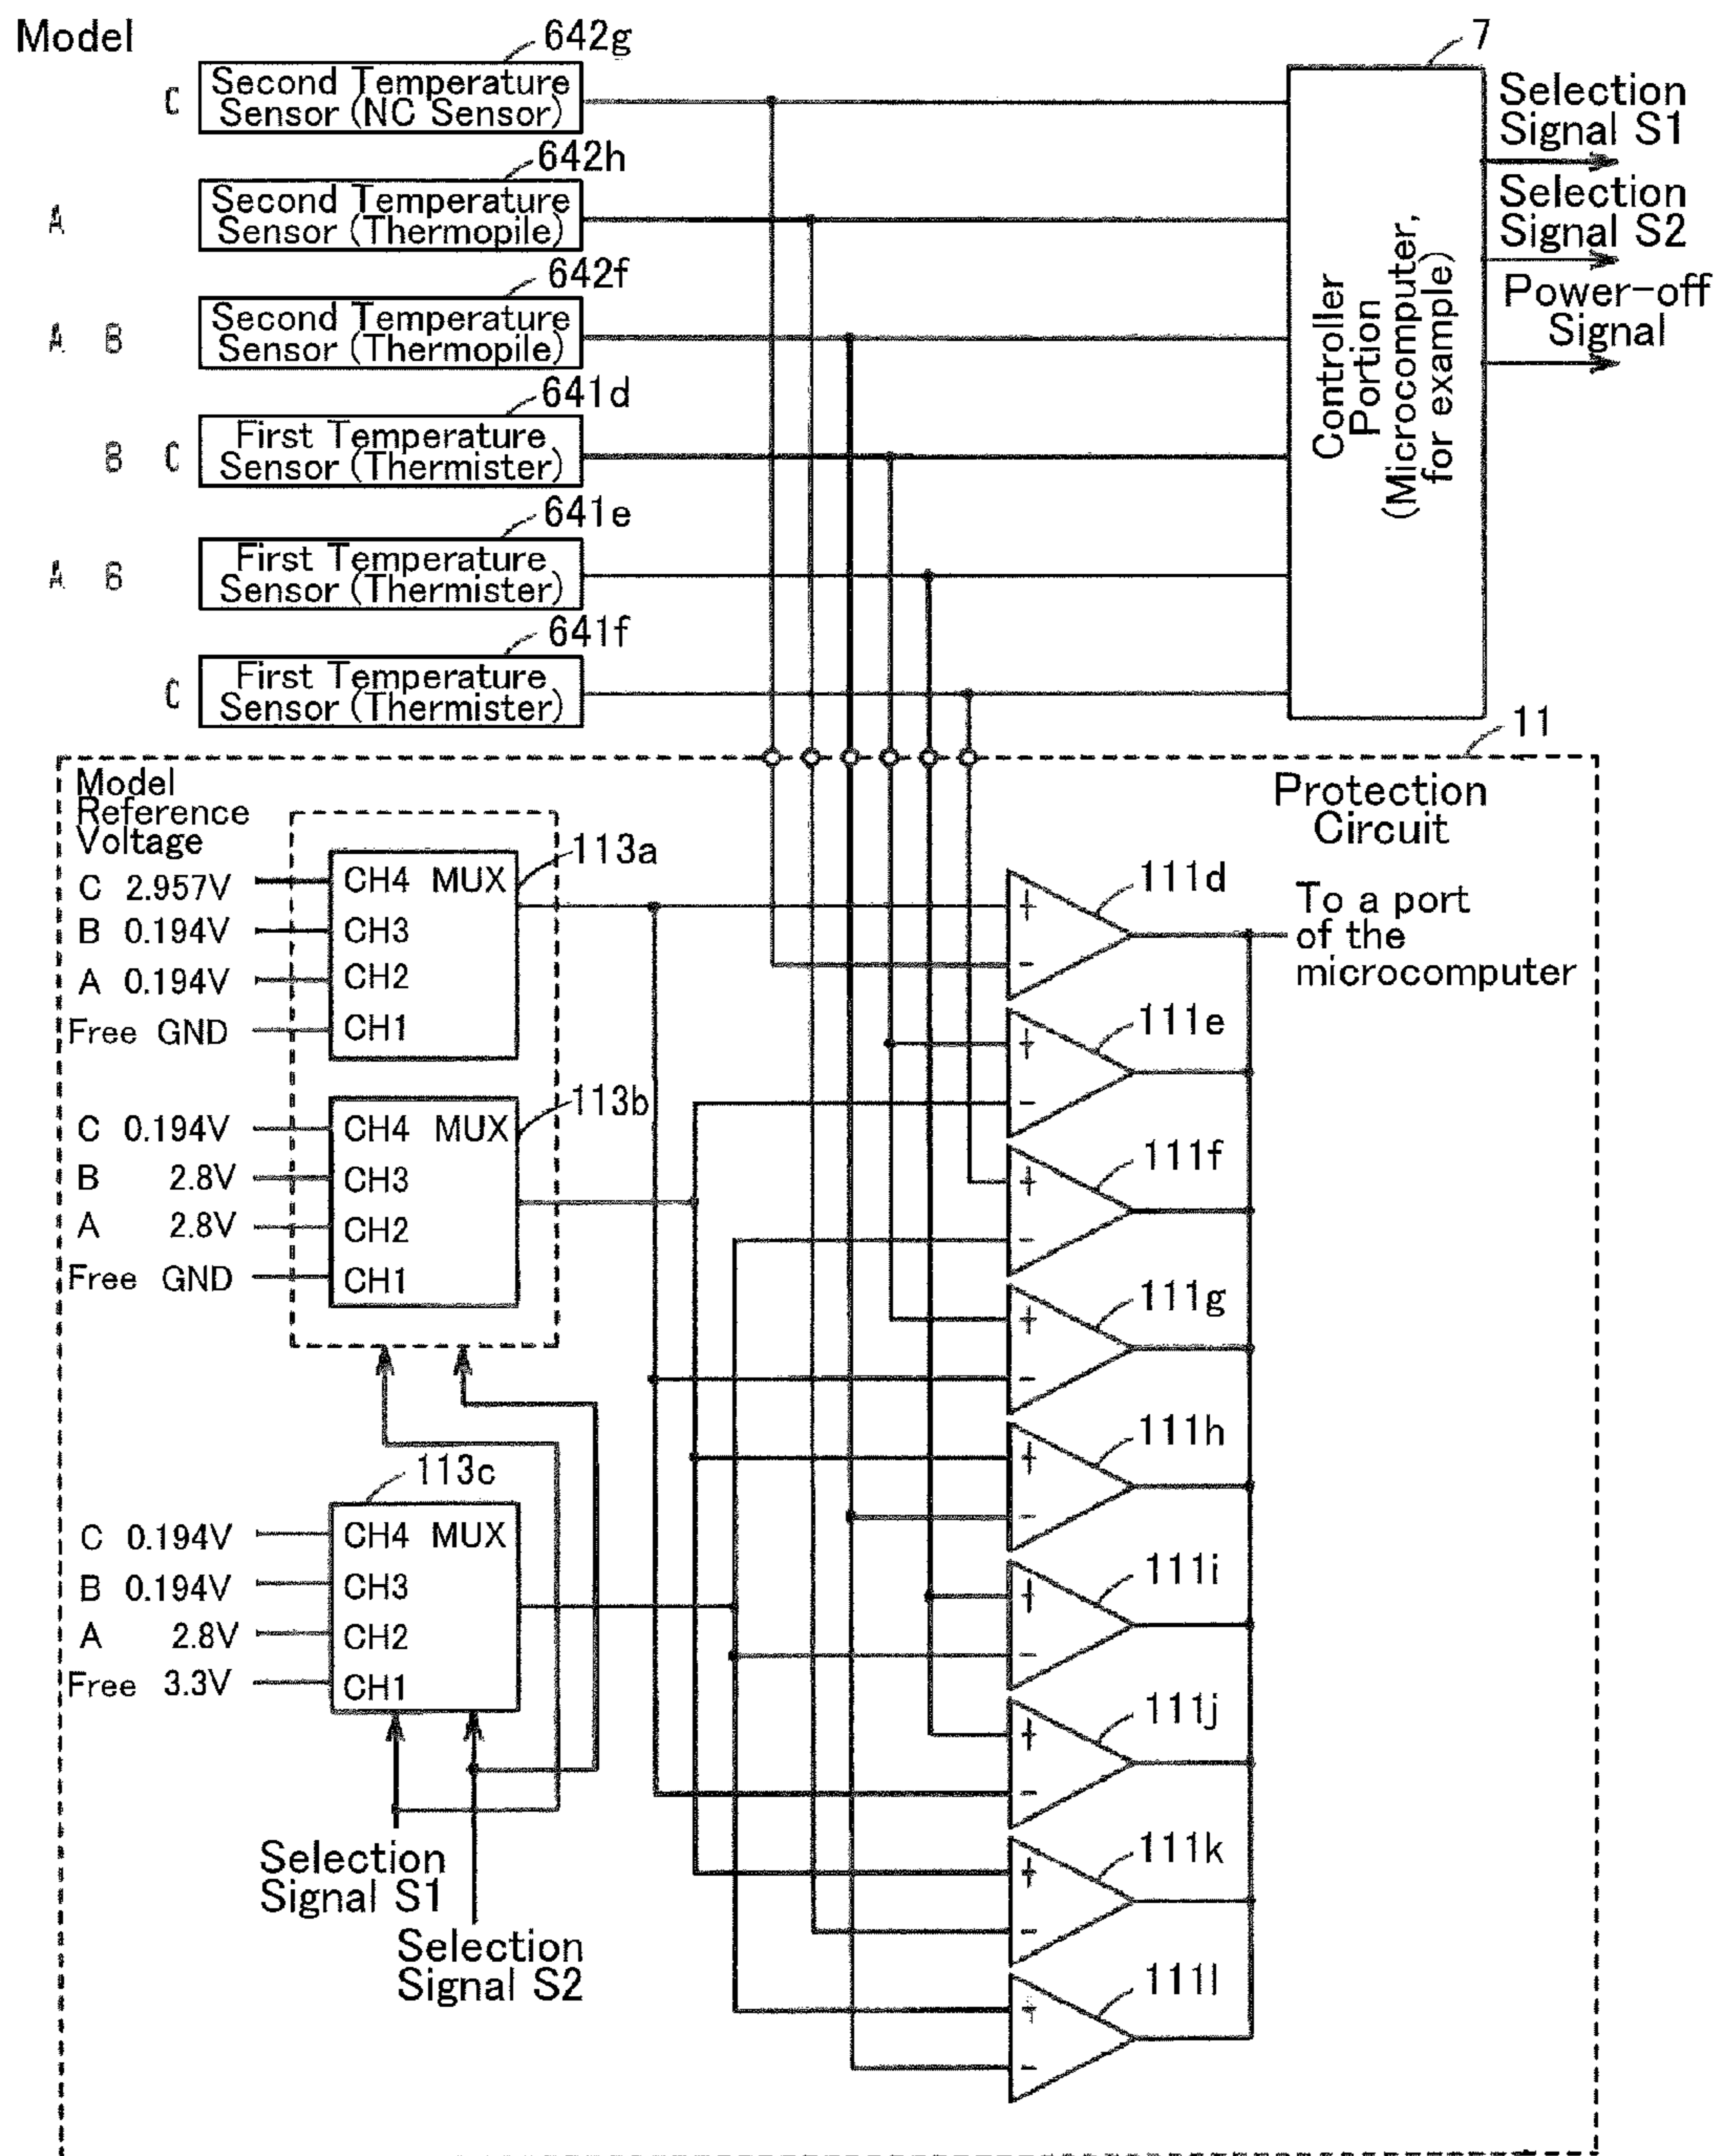 Model
642g
C
Second Temperature
Sensor (NC Sensor)
642h
A
Second Temperature
Sensor (Thermopile)
642f
A B
Second Temperature
Sensor (Thermopile)
641d
B C
First Temperature
Sensor (Thermister)
641e
A B
First Temperature
Sensor (Thermister)
641f
C
First Temperature
Sensor (Thermister)
7
Controller
Portion
(Microcomputer,
for example)
Selection
Signal S1
Selection
Signal S2
Power-off
Signal
11
Protection
Circuit
Model
Reference
Voltage
113a
C 2.957V CH4 MUX
B 0.194V CH3
A 0.194V CH2
Free GND CH1
113b
C 0.194V CH4 MUX
B 2.8V CH3
A 2.8V CH2
Free GND CH1
113c
C 0.194V CH4 MUX
B 0.194V CH3
A 2.8V CH2
Free 3.3V CH1
Selection
Signal S1
Selection
Signal S2
111d
+
-
To a port
of the
microcomputer
111e
+
-
111f
+
-
111g
+
-
111h
+
-
111i
+
-
111j
+
-
111k
+
-
111l
+
-